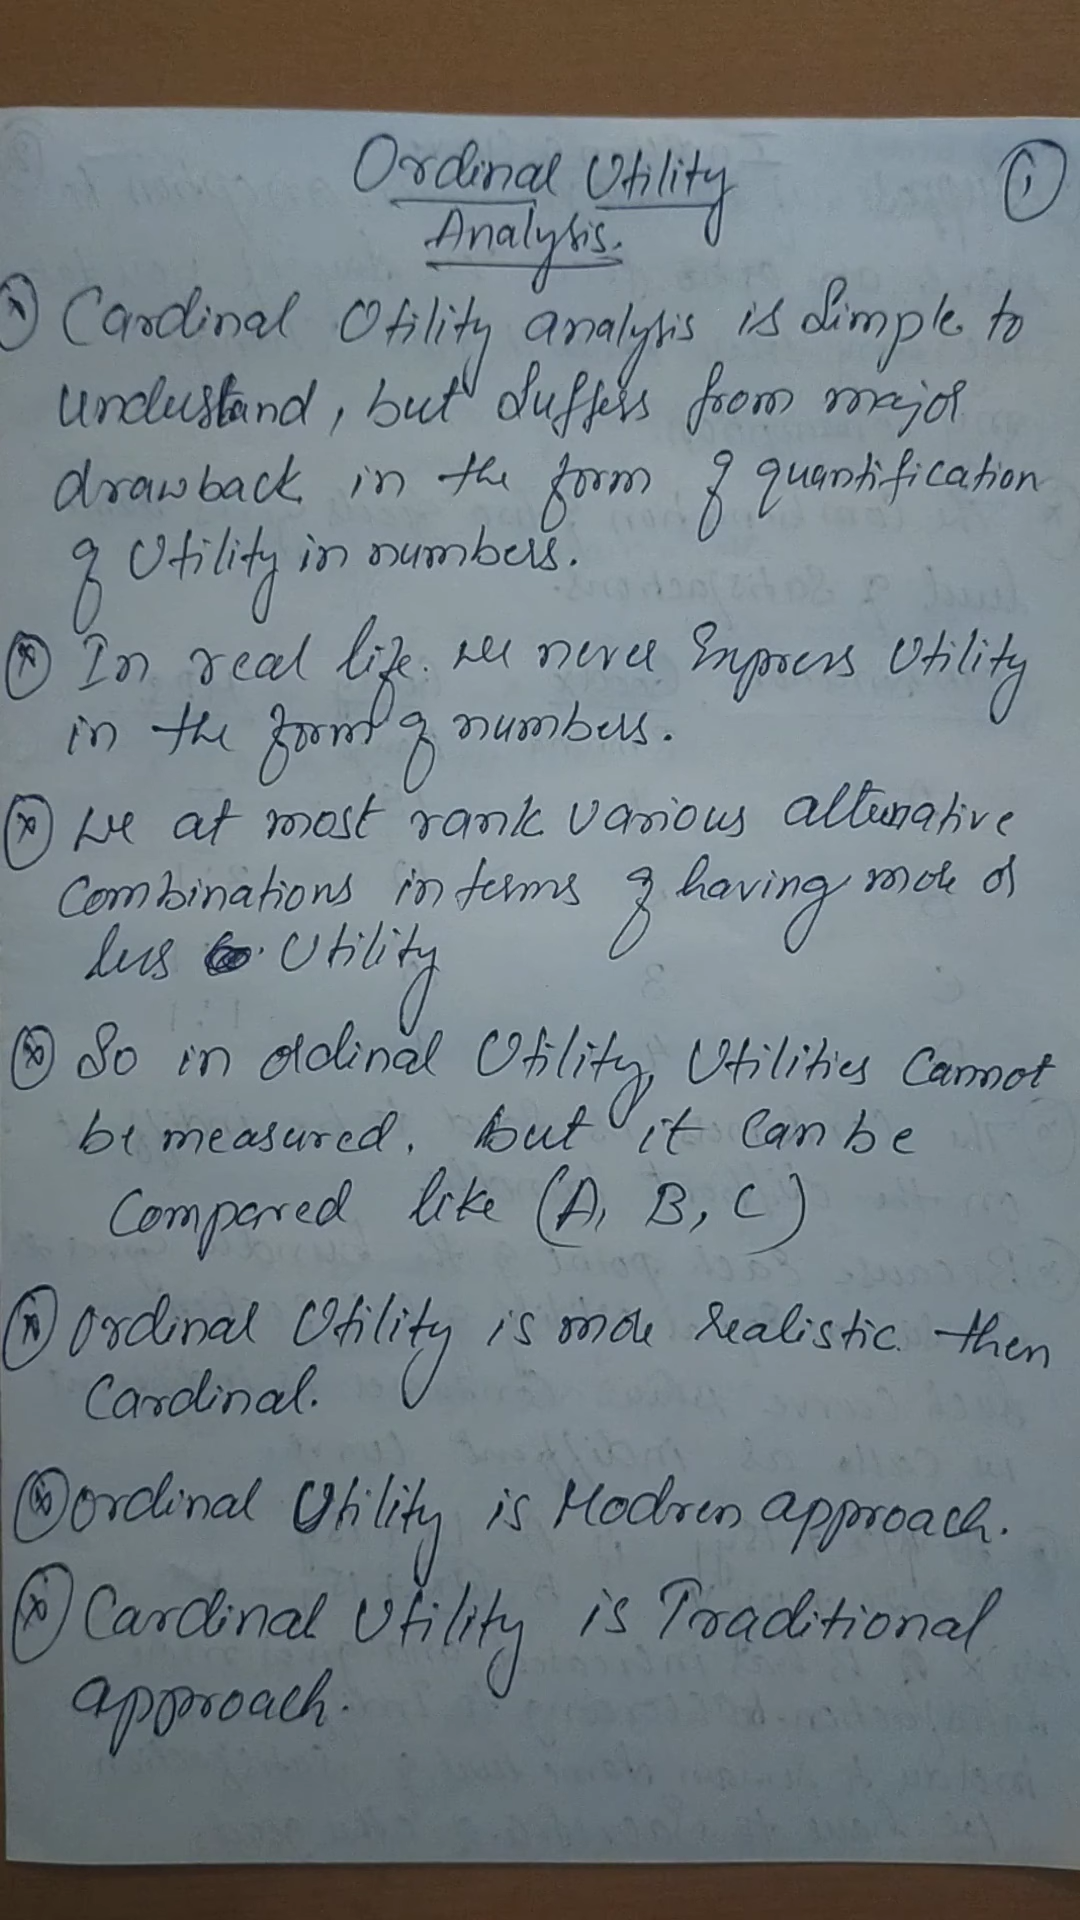 Ordinal Utility
Analysis.
1
Cardinal Utility analysis is simple to
understand, but suffers from major
drawback in the form of quantification
of Utility in numbers.
In real life. we never Express Utility
in the form of numbers.
we at most rank various alternative
Combinations in terms of having more or
less Utility
So in ordinal Utility, Utilities Cannot
be measured, but it Can be
Compared like (A, B, C)
Ordinal Utility is more realistic then
Cardinal.
ordinal Utility is Modren approach.
Cardinal Utility is Traditional
approach.